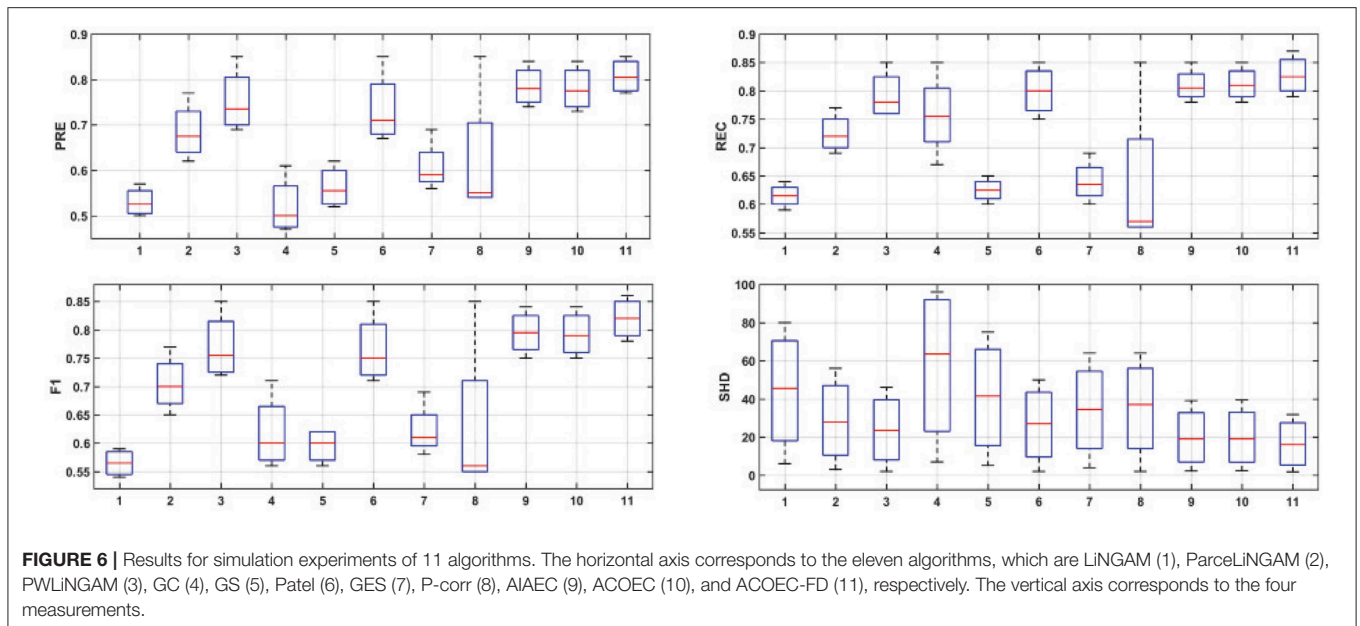 0.9
0.8
0.7
0.6
0.5
PRE
1 2 3 4 5 6 7 8 9 10 11
0.9
0.85
0.8
0.75
0.7
0.65
0.6
0.55
REC
1 2 3 4 5 6 7 8 9 10 11
0.85
0.8
0.75
0.7
0.65
0.6
0.55
F1
1 2 3 4 5 6 7 8 9 10 11
100
80
60
40
20
0
SHD
1 2 3 4 5 6 7 8 9 10 11
FIGURE 6 | Results for simulation experiments of 11 algorithms. The horizontal axis corresponds to the eleven algorithms, which are LiNGAM (1), ParceLiNGAM (2),
PWLiNGAM (3), GC (4), GS (5), Patel (6), GES (7), P-corr (8), AIAEC (9), ACOEC (10), and ACOEC-FD (11), respectively. The vertical axis corresponds to the four
measurements.